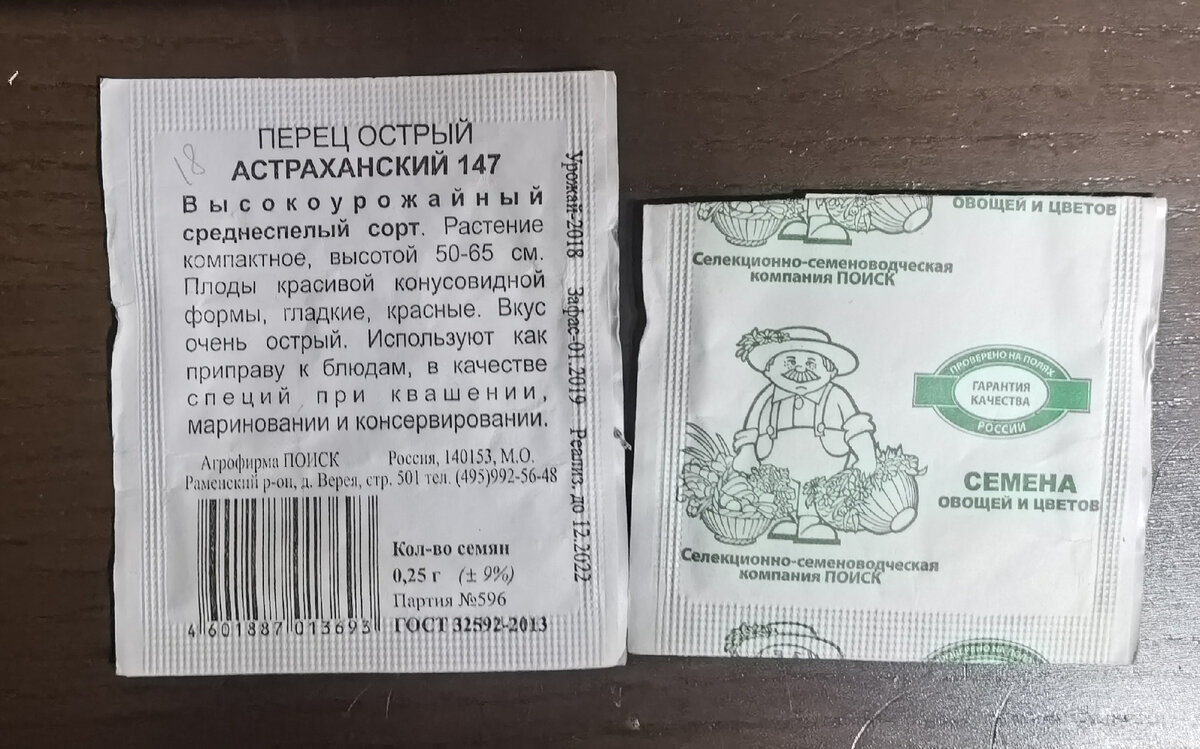 ПЕРЕЦ ОСТРЫЙ
18
АСТРАХАНСКИЙ 147
Высокоурожайный
среднеспелый сорт. Растение
компактное, высотой 50-65 см.
Плоды красивой конусовидной
формы, гладкие, красные. Вкус
очень острый. Используют как
приправу к блюдам, в качестве
специй при квашении,
мариновании и консервировании.
Агрофирма ПОИСК Россия, 140153, М.О.
Раменский р-он, д. Верея, стр. 501 тел. (495)992-56-48
Кол-во семян
0,25 г (± 9%)
Партия №596
ГОСТ 32592-2013
4 601887 013693
Урожай-2018 Зафас-01.2019 Реализ. до 12.2022
ОВОЩЕЙ И ЦВЕТОВ
Селекционно-семеноводческая
компания ПОИСК
ПРОВЕРЕНО НА ПОЛЯХ
ГАРАНТИЯ
КАЧЕСТВА
РОССИИ
СЕМЕНА
ОВОЩЕЙ И ЦВЕТОВ
Селекционно-семеноводческая
компания ПОИСК
ПРОВЕРЕНО НА ПОЛЯХ